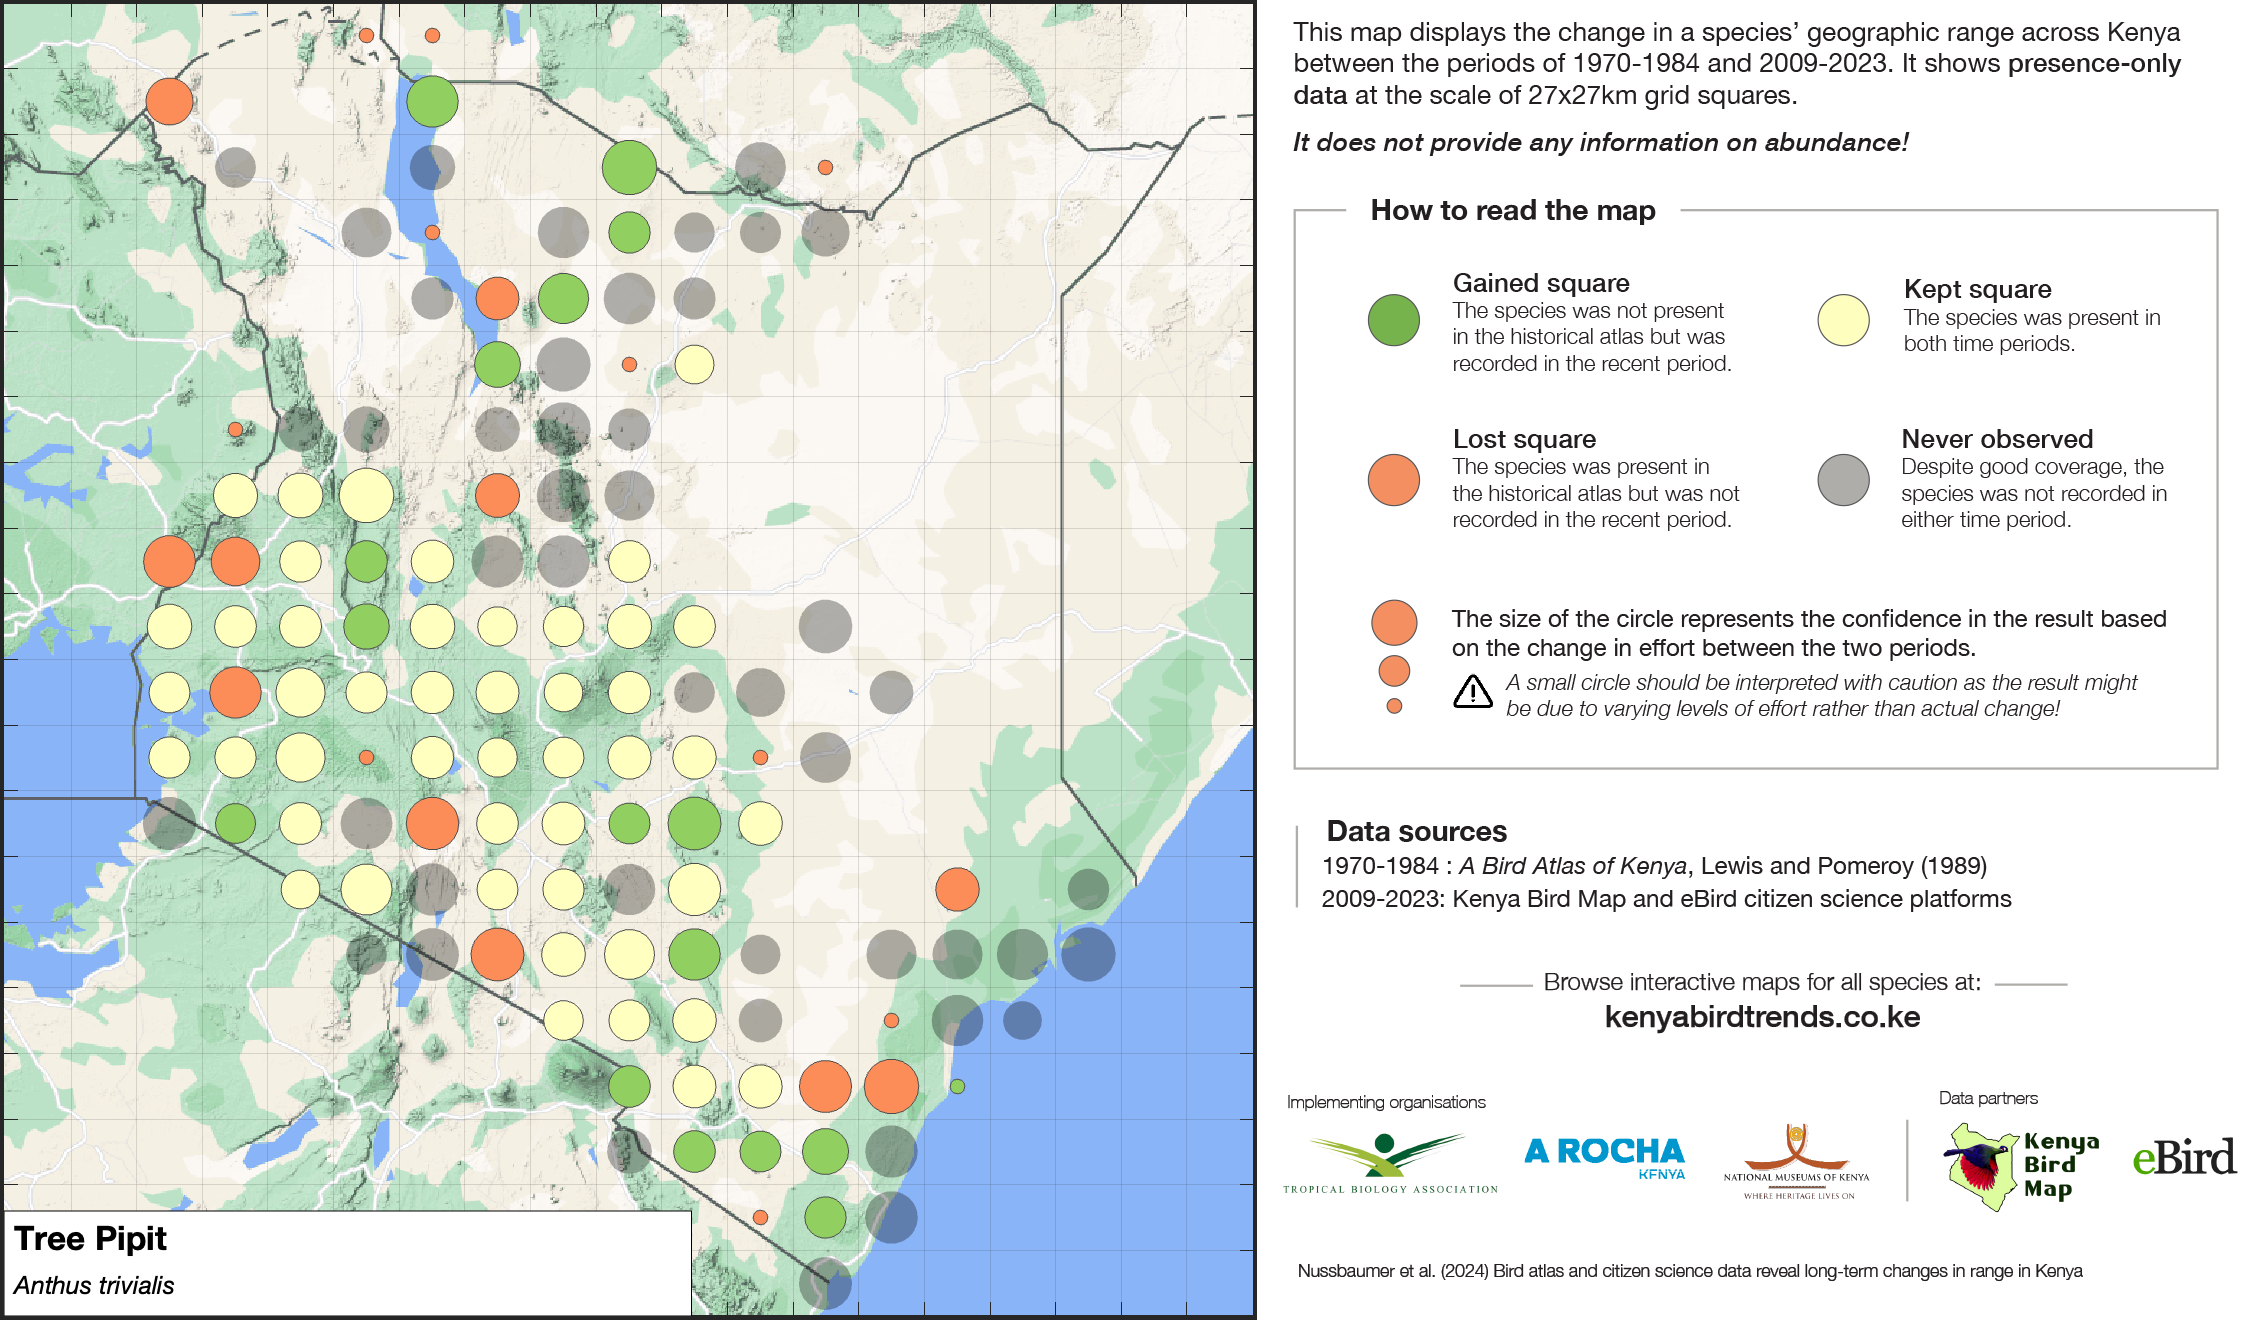 This map displays the change in a species’ geographic range across Kenya
between the periods of 1970-1984 and 2009-2023. It shows presence-only
data at the scale of 27x27km grid squares.
It does not provide any information on abundance!
How to read the map
Gained square
The species was not present
in the historical atlas but was
recorded in the recent period.
Kept square
The species was present in
both time periods.
Lost square
The species was present in
the historical atlas but was not
recorded in the recent period.
Never observed
Despite good coverage, the
species was not recorded in
either time period.
The size of the circle represents the confidence in the result based
on the change in effort between the two periods.
A small circle should be interpreted with caution as the result might
be due to varying levels of effort rather than actual change!
Data sources
1970-1984 : A Bird Atlas of Kenya, Lewis and Pomeroy (1989)
2009-2023: Kenya Bird Map and eBird citizen science platforms
Browse interactive maps for all species at:
kenyabirdtrends.co.ke
Implementing organisations
Data partners
TROPICAL BIOLOGY ASSOCIATION
A ROCHA
KENYA
NATIONAL MUSEUMS OF KENYA
WHERE HERITAGE LIVES ON
Kenya
Bird
Map
eBird
Nussbaumer et al. (2024) Bird atlas and citizen science data reveal long-term changes in range in Kenya
Tree Pipit
Anthus trivialis